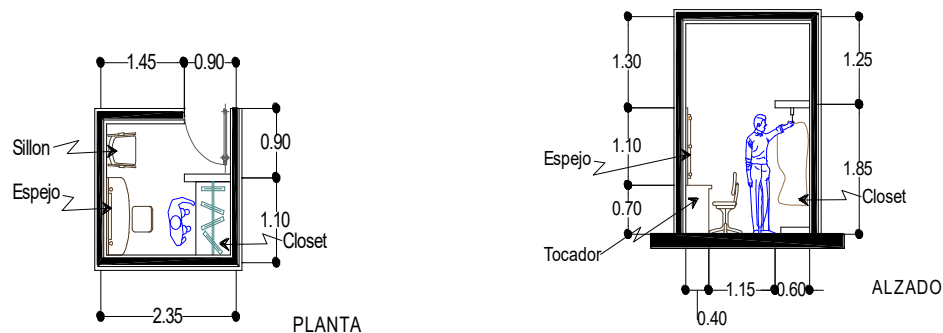 1.45
0.90
Sillon
Espejo
0.90
1.10
Closet
2.35
PLANTA
1.30
1.10
0.70
Espejo
Tocador
1.25
1.85
Closet
1.15
0.60
0.40
ALZADO